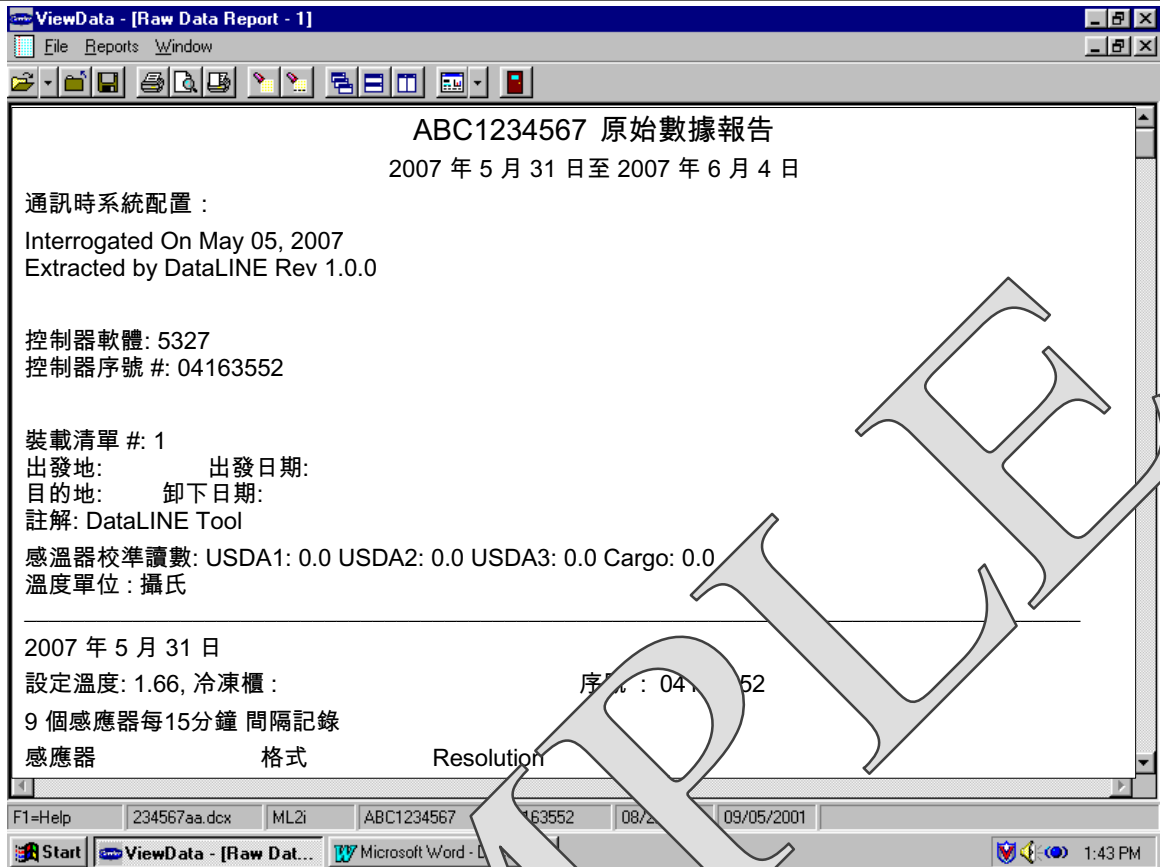 ViewData - [Raw Data Report - 1]
File Reports Window
ABC1234567 原始數據報告
2007 年 5 月 31 日至 2007 年 6 月 4 日
通訊時系統配置 :
Interrogated On May 05, 2007
Extracted by DataLINE Rev 1.0.0
控制器軟體: 5327
控制器序號 #: 04163552
裝載清單 #: 1
出發地: 出發日期:
目的地: 卸下日期:
註解: DataLINE Tool
感溫器校準讀數: USDA1: 0.0 USDA2: 0.0 USDA3: 0.0 Cargo: 0.0
溫度單位 : 攝氏
2007 年 5 月 31 日
設定溫度: 1.66, 冷凍櫃 : 序號 : 04 52
9 個感應器每15分鐘 間隔記錄
感應器 格式 Resolution
F1=Help 234567aa.dcx ML2i ABC1234567 163552 08/2 09/05/2001
Start ViewData - [Raw Dat... Microsoft Word - 1:43 PM
PLE